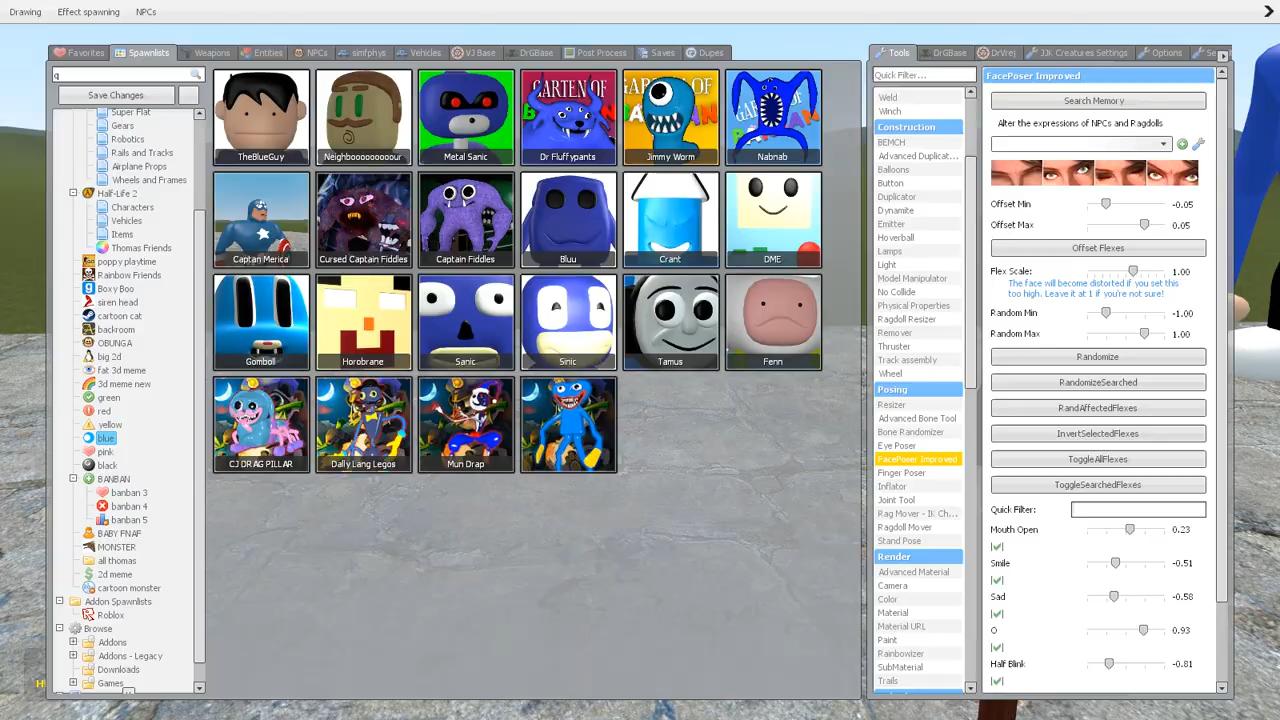 Drawing Effect spawning NPCs
Favorites Spawnlists Weapons Entities NPCs simfphys Vehicles VJ Base DrGBase Post Process Saves Dupes
q
Save Changes
Super Flat
Gears
Robotics
Rails and Tracks
Airplane Props
Wheels and Frames
Half-Life 2
Characters
Vehicles
Items
Thomas Friends
poppy playtime
Rainbow Friends
Boxy Boo
siren head
cartoon cat
backroom
OBUNGA
big 2d
fat 3d meme
3d meme new
green
red
yellow
blue
pink
black
BANBAN
banban 3
banban 4
banban 5
BABY FNAF
MONSTER
all thomas
2d meme
cartoon monster
Addon Spawnlists
Roblox
Browse
Addons
Addons - Legacy
Downloads
Games
TheBlueGuy
Neighboooooooour
Metal Sanic
GARTEN OF
Dr Fluffypants
GARTEN OF
Jimmy Worm
Nabnab
Captan Merica
Cursed Captain Fiddles
Captain Fiddles
Bluu
Crant
DME
Gomboll
Horobrane
Sanic
Sinic
Tamus
Fenn
CJ DRAG PILLAR
Dally Lang Legos
Mun Drap
Tools DrGBase DrVrej JJK Creatures Settings Options Se
Quick Filter...
Weld
Winch
Construction
BEMCH
Advanced Duplicat...
Balloons
Button
Duplicator
Dynamite
Emitter
Hoverball
Lamps
Light
Model Manipulator
No Collide
Physical Properties
Ragdoll Resizer
Remover
Thruster
Track assembly
Wheel
Posing
Resizer
Advanced Bone Tool
Bone Randomizer
Eye Poser
FacePoser Improved
Finger Poser
Inflator
Joint Tool
Rag Mover - IK Ch...
Ragdoll Mover
Stand Pose
Render
Advanced Material
Camera
Color
Material
Material URL
Paint
Rainbowizer
SubMaterial
Trails
FacePoser Improved
Search Memory
Alter the expressions of NPCs and Ragdolls
Offset Min -0.05
Offset Max 0.05
Offset Flexes
Flex Scale: 1.00
The face will become distorted if you set this
too high. Leave it at 1 if you're not sure!
Random Min -1.00
Random Max 1.00
Randomize
RandomizeSearched
RandAffectedFlexes
InvertSelectedFlexes
ToggleAllFlexes
ToggleSearchedFlexes
Quick Filter:
Mouth Open 0.23
Smile -0.51
Sad -0.58
O 0.93
Half Blink -0.81